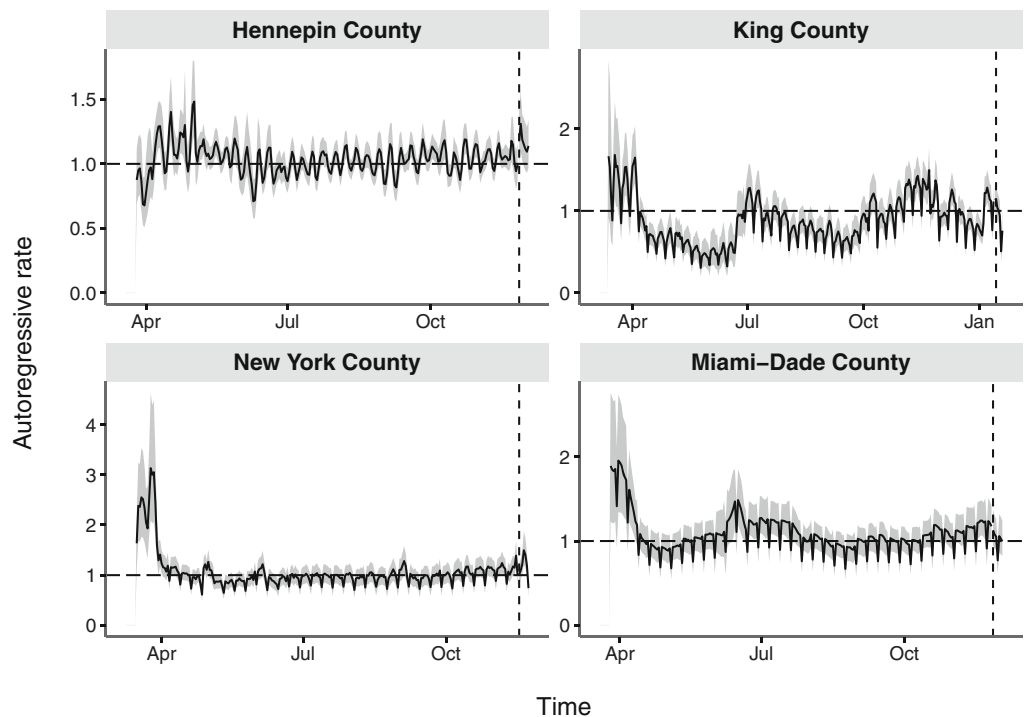 Hennepin County
King County
1.5
1.0
0.5
0.0
Apr
Jul
Oct
2
1
0
Apr
Jul
Oct
Jan
New York County
Miami−Dade County
4
3
2
1
0
Apr
Jul
Oct
2
1
0
Apr
Jul
Oct
Autoregressive rate
Time